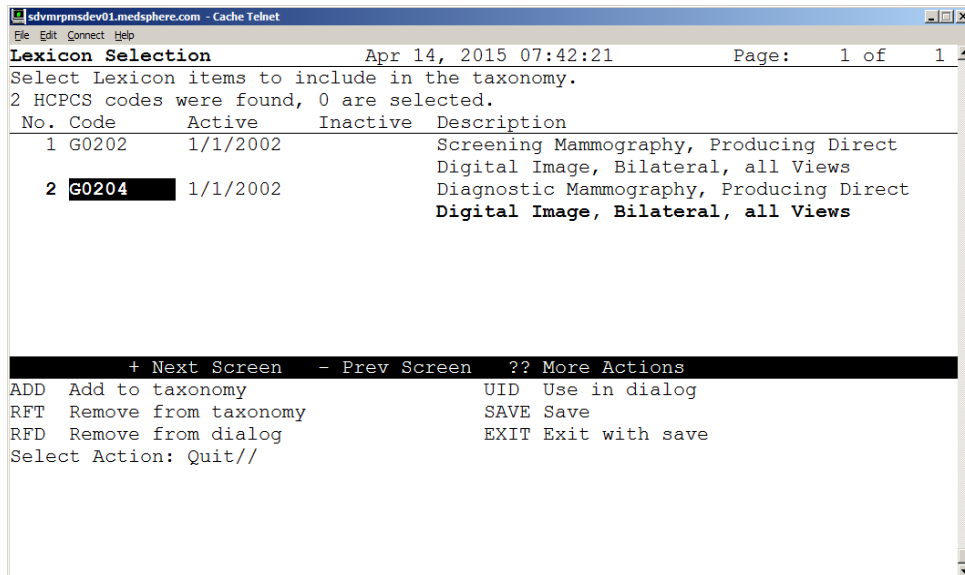 sdvmrpmsdev01.medsphere.com - Cache Telnet
File Edit Connect Help
Lexicon Selection Apr 14, 2015 07:42:21 Page: 1 of 1
Select Lexicon items to include in the taxonomy.
2 HCPCS codes were found, 0 are selected.
No. Code Active Inactive Description
1 G0202 1/1/2002 Screening Mammography, Producing Direct
Digital Image, Bilateral, all Views
2 G0204 1/1/2002 Diagnostic Mammography, Producing Direct
Digital Image, Bilateral, all Views
+ Next Screen - Prev Screen ?? More Actions
ADD Add to taxonomy UID Use in dialog
RFT Remove from taxonomy SAVE Save
RFD Remove from dialog EXIT Exit with save
Select Action: Quit//